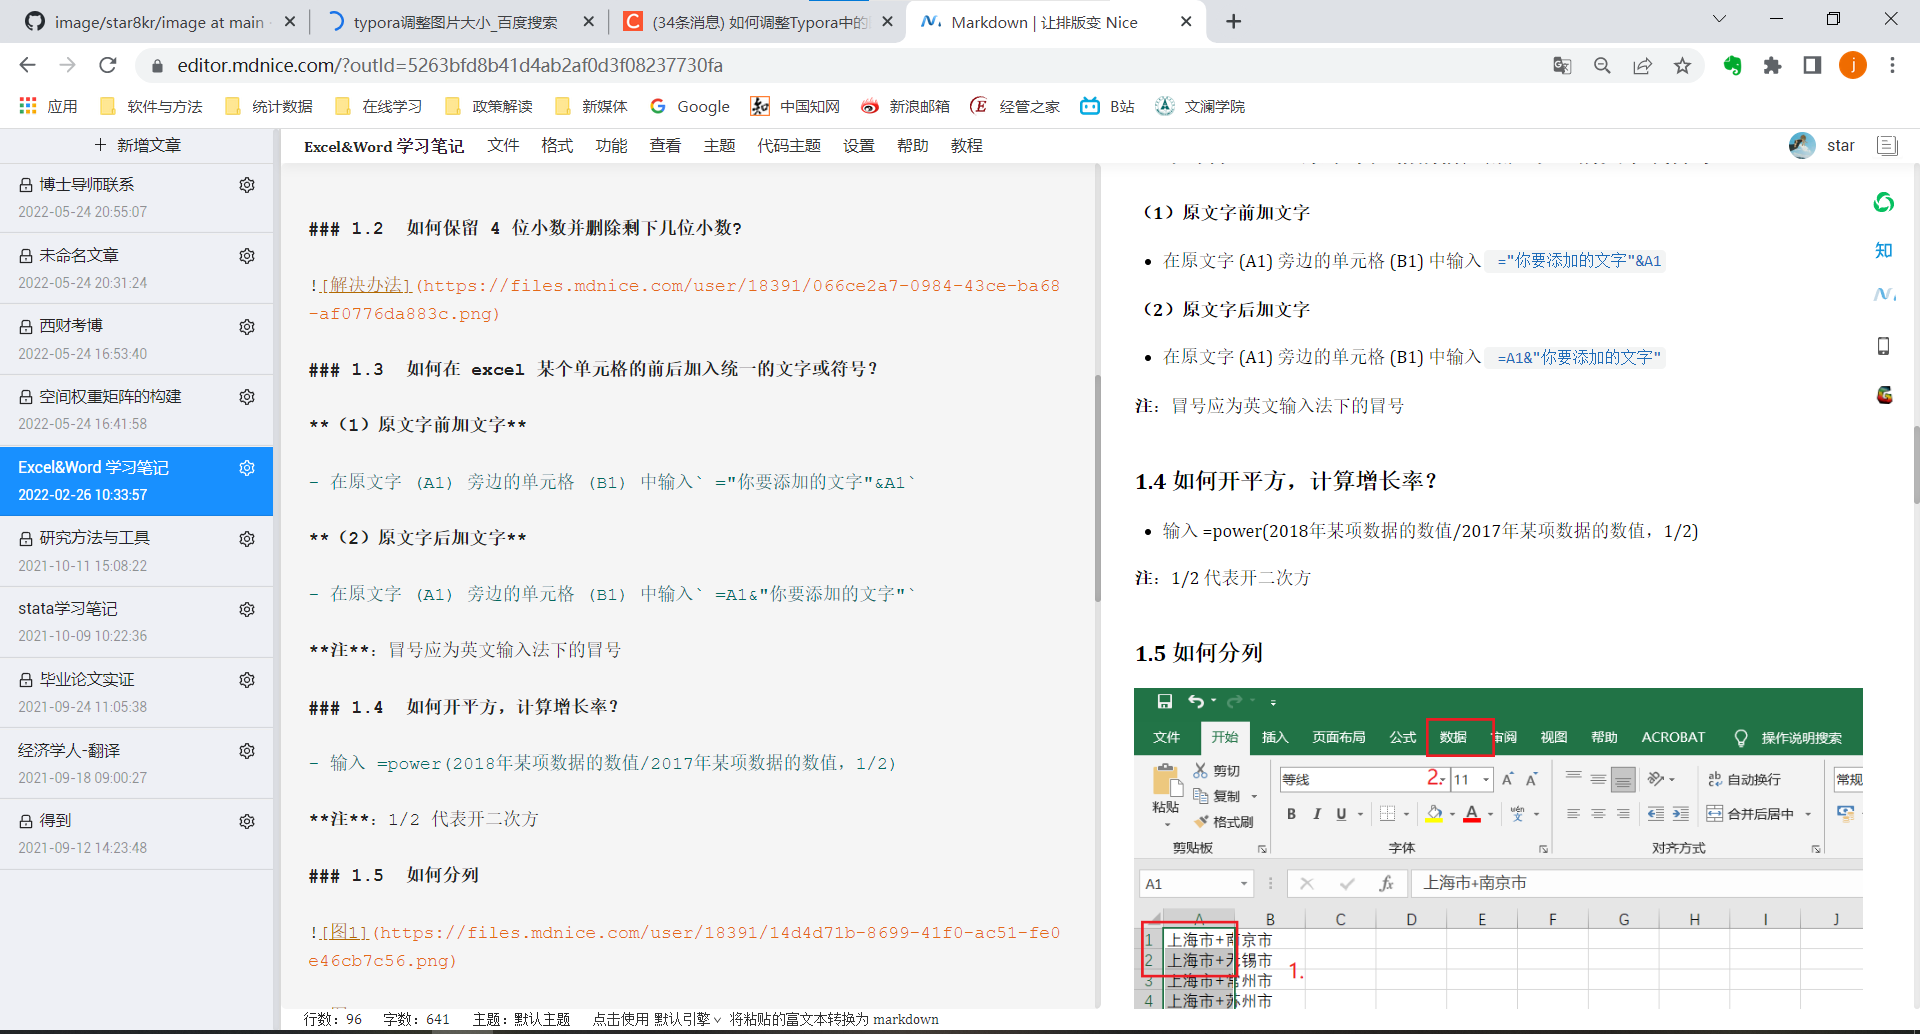 image/star8kr/image at main
typora调整图片大小_百度搜索
(34条消息) 如何调整Typora中的
Markdown | 让排版变 Nice
editor.mdnice.com/?outId=5263bfd8b41d4ab2af0d3f08237730fa
j
应用
软件与方法
统计数据
在线学习
政策解读
新媒体
Google
中国知网
新浪邮箱
经管之家
B站
文澜学院
+ 新增文章
博士导师联系
2022-05-24 20:55:07
未命名文章
2022-05-24 20:31:24
西财考博
2022-05-24 16:53:40
空间权重矩阵的构建
2022-05-24 16:41:58
Excel&Word 学习笔记
2022-02-26 10:33:57
研究方法与工具
2021-10-11 15:08:22
stata学习笔记
2021-10-09 10:22:36
毕业论文实证
2021-09-24 11:05:38
经济学人-翻译
2021-09-18 09:00:27
得到
2021-09-12 14:23:48
Excel&Word 学习笔记 文件 格式 功能 查看 主题 代码主题 设置 帮助 教程
star
### 1.2  如何保留 4 位小数并删除剩下几位小数?
![解决办法](https://files.mdnice.com/user/18391/066ce2a7-0984-43ce-ba68
-af0776da883c.png)
### 1.3  如何在 excel 某个单元格的前后加入统一的文字或符号?
**（1）原文字前加文字**
- 在原文字 (A1) 旁边的单元格 (B1) 中输入` ="你要添加的文字"&A1`
**（2）原文字后加文字**
- 在原文字 (A1) 旁边的单元格 (B1) 中输入` =A1&"你要添加的文字"`
**注**: 冒号应为英文输入法下的冒号
### 1.4  如何开平方，计算增长率?
- 输入 =power(2018年某项数据的数值/2017年某项数据的数值，1/2)
**注**: 1/2 代表开二次方
### 1.5  如何分列
![图1](https://files.mdnice.com/user/18391/14d4d71b-8699-41f0-ac51-fe0
e46cb7c56.png)
行数: 96 字数: 641 主题: 默认主题 点击使用 默认引擎 将粘贴的富文本转换为 markdown
（1）原文字前加文字
• 在原文字 (A1) 旁边的单元格 (B1) 中输入 ="你要添加的文字"&A1
（2）原文字后加文字
• 在原文字 (A1) 旁边的单元格 (B1) 中输入 =A1&"你要添加的文字"
注: 冒号应为英文输入法下的冒号
1.4 如何开平方，计算增长率?
• 输入 =power(2018年某项数据的数值/2017年某项数据的数值，1/2)
注: 1/2 代表开二次方
1.5 如何分列
文件 开始 插入 页面布局 公式 数据 审阅 视图 帮助 ACROBAT 操作说明搜索
粘贴
剪切
复制
格式刷
剪贴板
等线 2. 11
B I U
字体
自动换行
合并后居中
对齐方式
常规
A1 fx 上海市+南京市
A B C D E F G H I J
1 上海市+南京市
2 上海市+无锡市
3 上海市+常州市
4 上海市+苏州市
1.
知